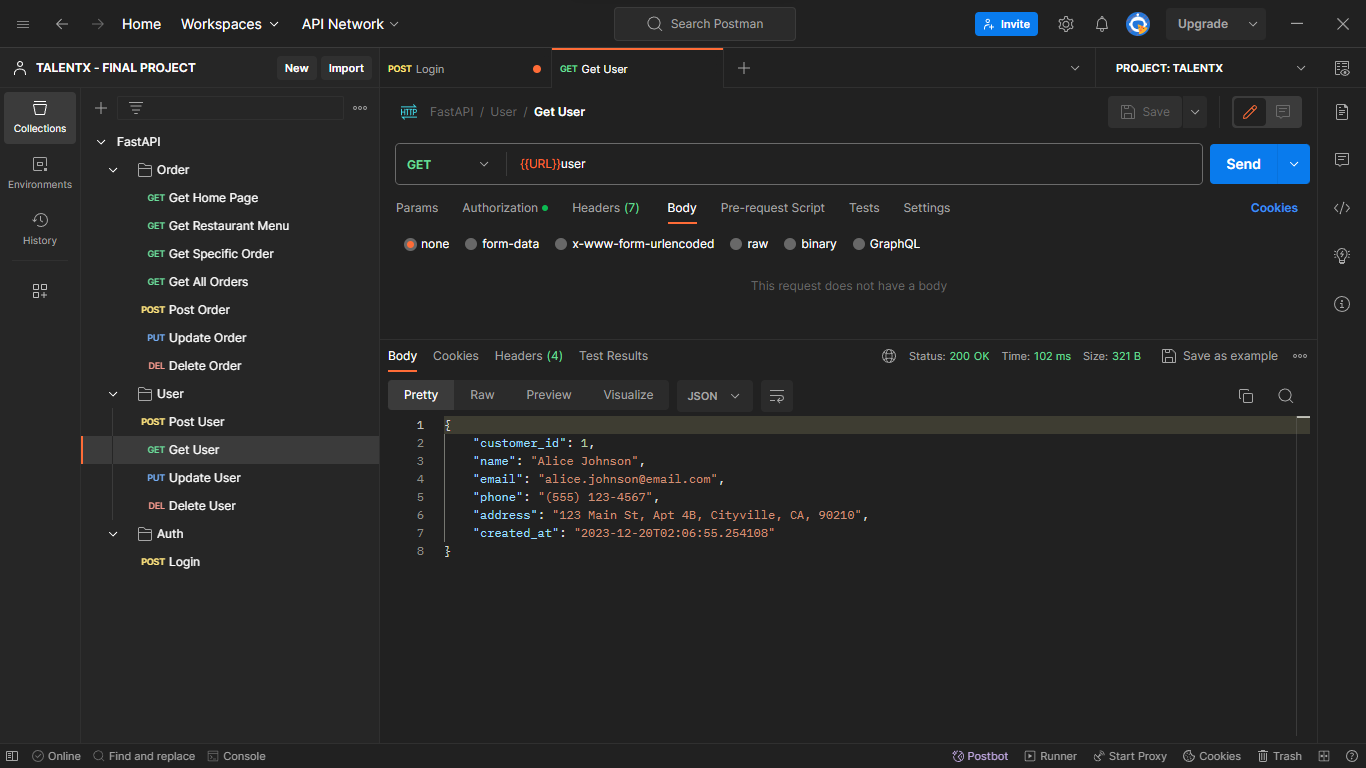 Home Workspaces API Network Search Postman Invite Upgrade
TALENTX - FINAL PROJECT New Import POST Login GET Get User PROJECT: TALENTX
Collections
Environments
History
FastAPI
Order
GET Get Home Page
GET Get Restaurant Menu
GET Get Specific Order
GET Get All Orders
POST Post Order
PUT Update Order
DEL Delete Order
User
POST Post User
GET Get User
PUT Update User
DEL Delete User
Auth
POST Login
HTTP FastAPI / User / Get User Save
GET {{URL}}user Send
Params Authorization Headers (7) Body Pre-request Script Tests Settings Cookies
none form-data x-www-form-urlencoded raw binary GraphQL
This request does not have a body
Body Cookies Headers (4) Test Results Status: 200 OK Time: 102 ms Size: 321 B Save as example
Pretty Raw Preview Visualize JSON
1 {
2 "customer_id": 1,
3 "name": "Alice Johnson",
4 "email": "alice.johnson@email.com",
5 "phone": "(555) 123-4567",
6 "address": "123 Main St, Apt 4B, Cityville, CA, 90210",
7 "created_at": "2023-12-20T02:06:55.254108"
8 }
Online Find and replace Console Postbot Runner Start Proxy Cookies Trash